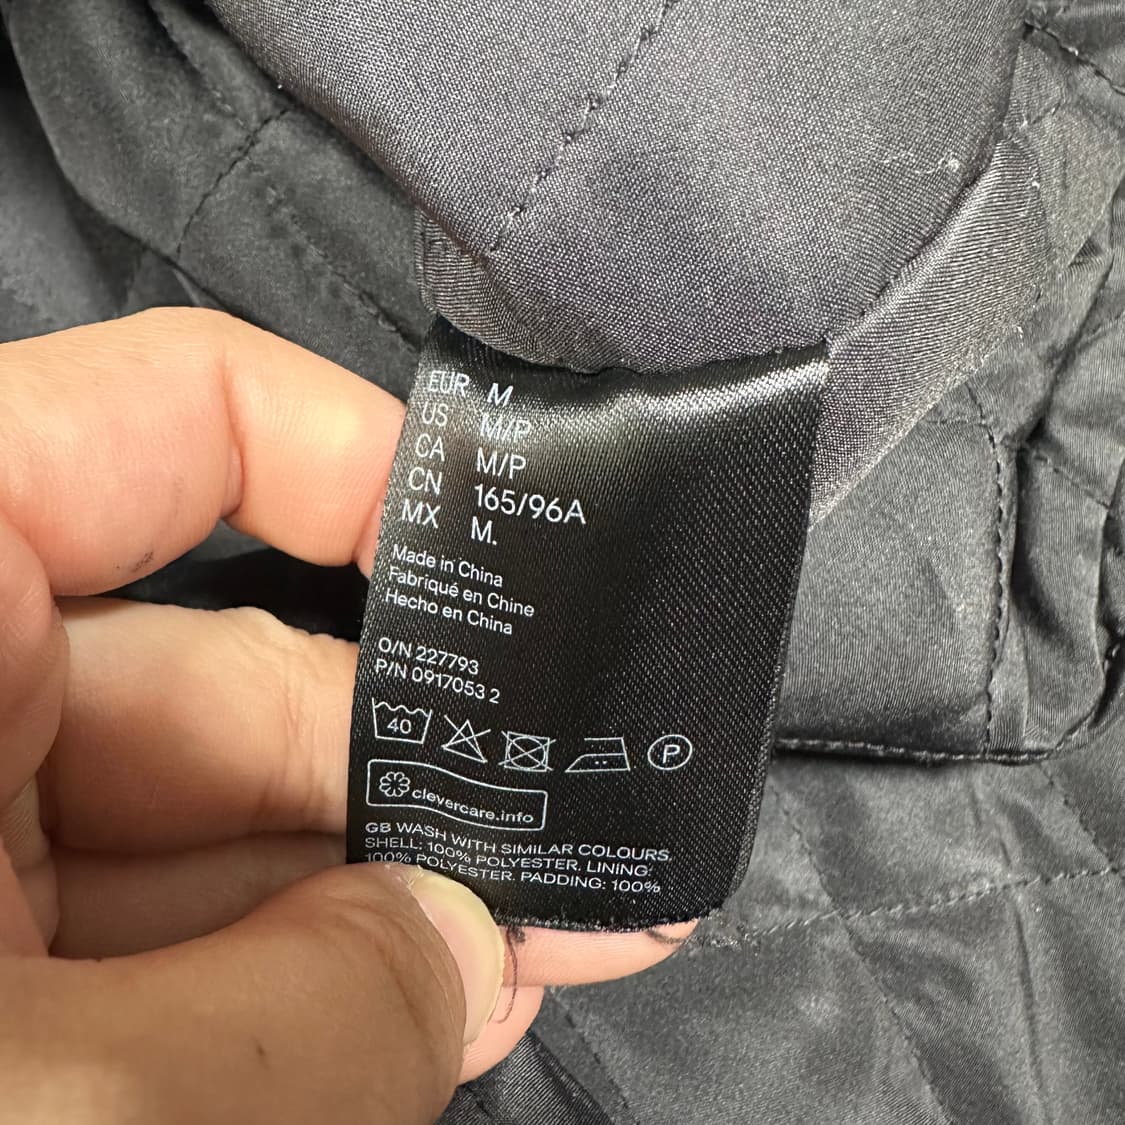 EUR M
US M/P
CA M/P
CN 165/96A
MX M.
Made in China
Fabriqué en Chine
Hecho en China
O/N 227793
P/N 0917053 2
40
P
clevercare.info
GB WASH WITH SIMILAR COLOURS.
SHELL: 100% POLYESTER. LINING:
100% POLYESTER. PADDING: 100%